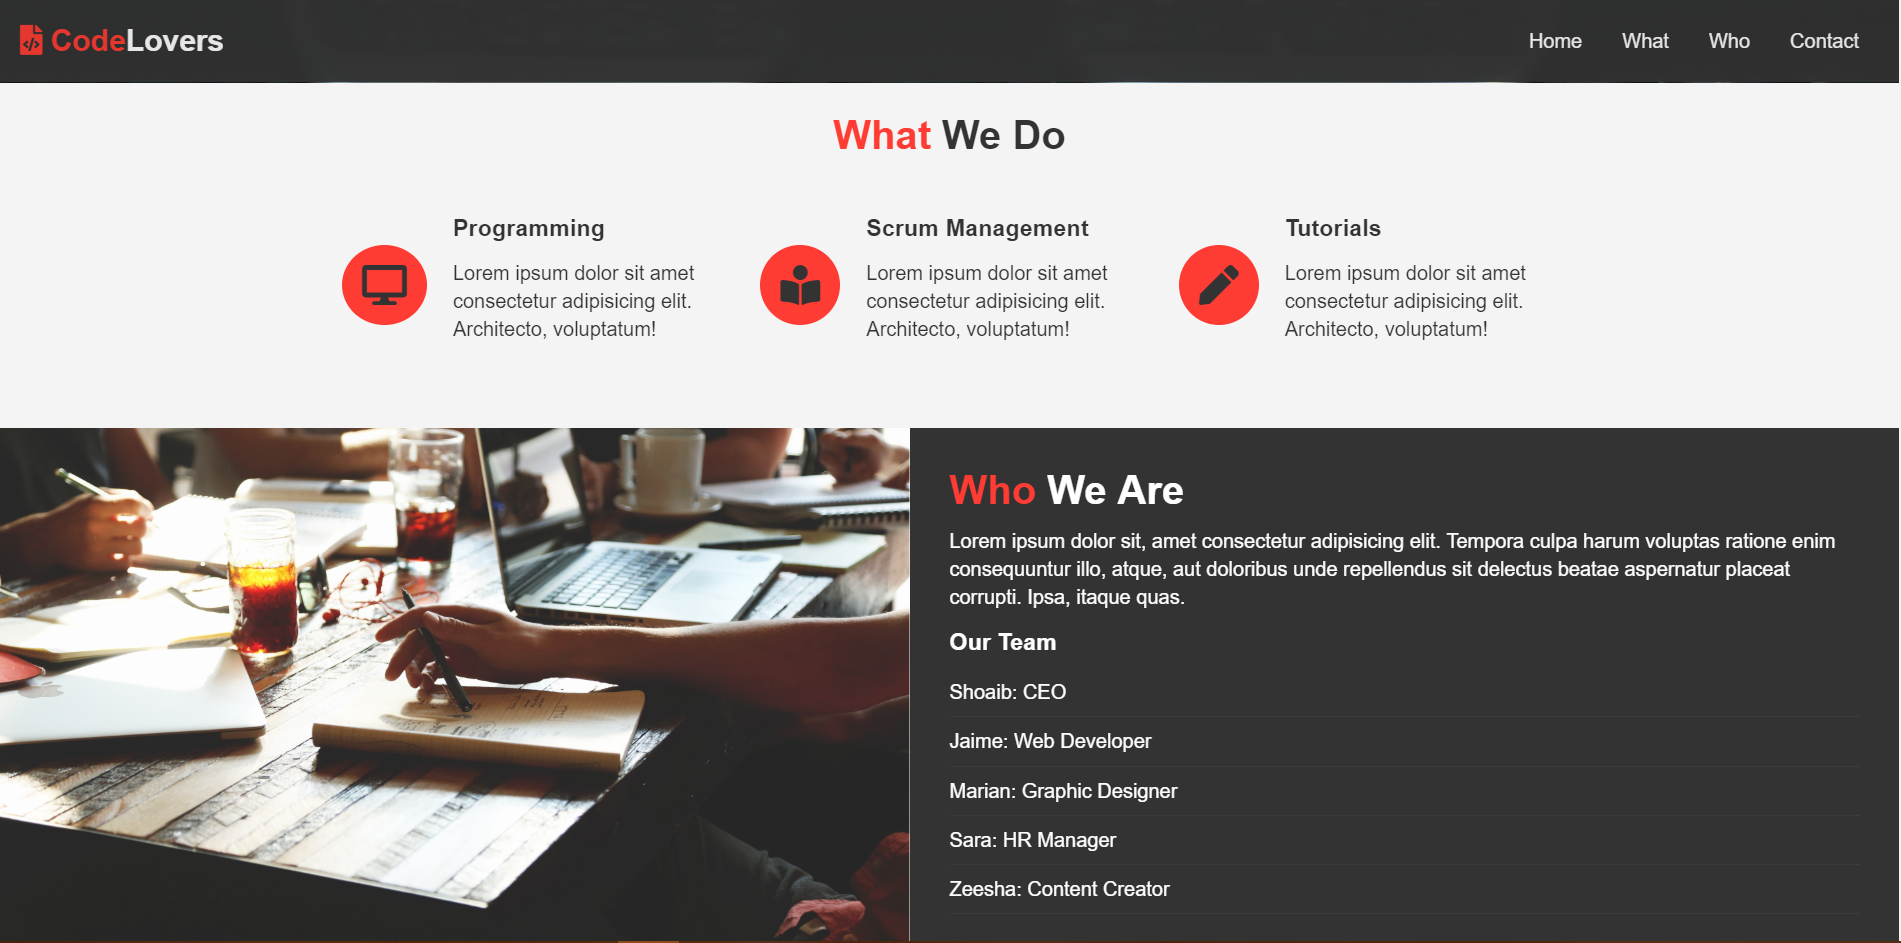 CodeLovers
Home What Who Contact
What We Do
Programming
Lorem ipsum dolor sit amet
consectetur adipisicing elit.
Architecto, voluptatum!
Scrum Management
Lorem ipsum dolor sit amet
consectetur adipisicing elit.
Architecto, voluptatum!
Tutorials
Lorem ipsum dolor sit amet
consectetur adipisicing elit.
Architecto, voluptatum!
Who We Are
Lorem ipsum dolor sit, amet consectetur adipisicing elit. Tempora culpa harum voluptas ratione enim
consequuntur illo, atque, aut doloribus unde repellendus sit delectus beatae aspernatur placeat
corrupti. Ipsa, itaque quas.
Our Team
Shoaib: CEO
Jaime: Web Developer
Marian: Graphic Designer
Sara: HR Manager
Zeesha: Content Creator